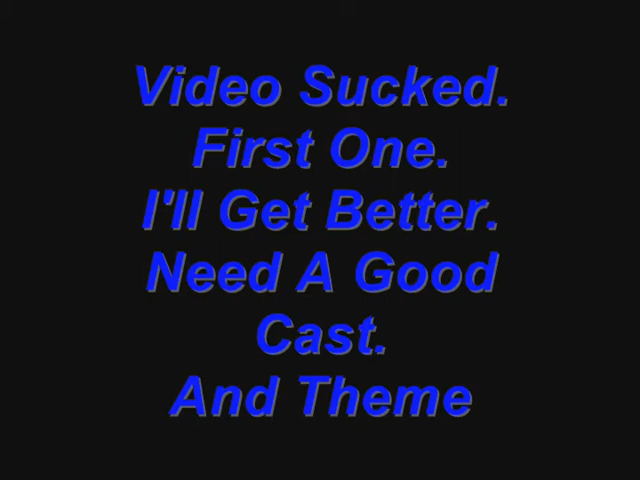 Video Sucked.
First One.
I'll Get Better.
Need A Good
Cast.
And Theme